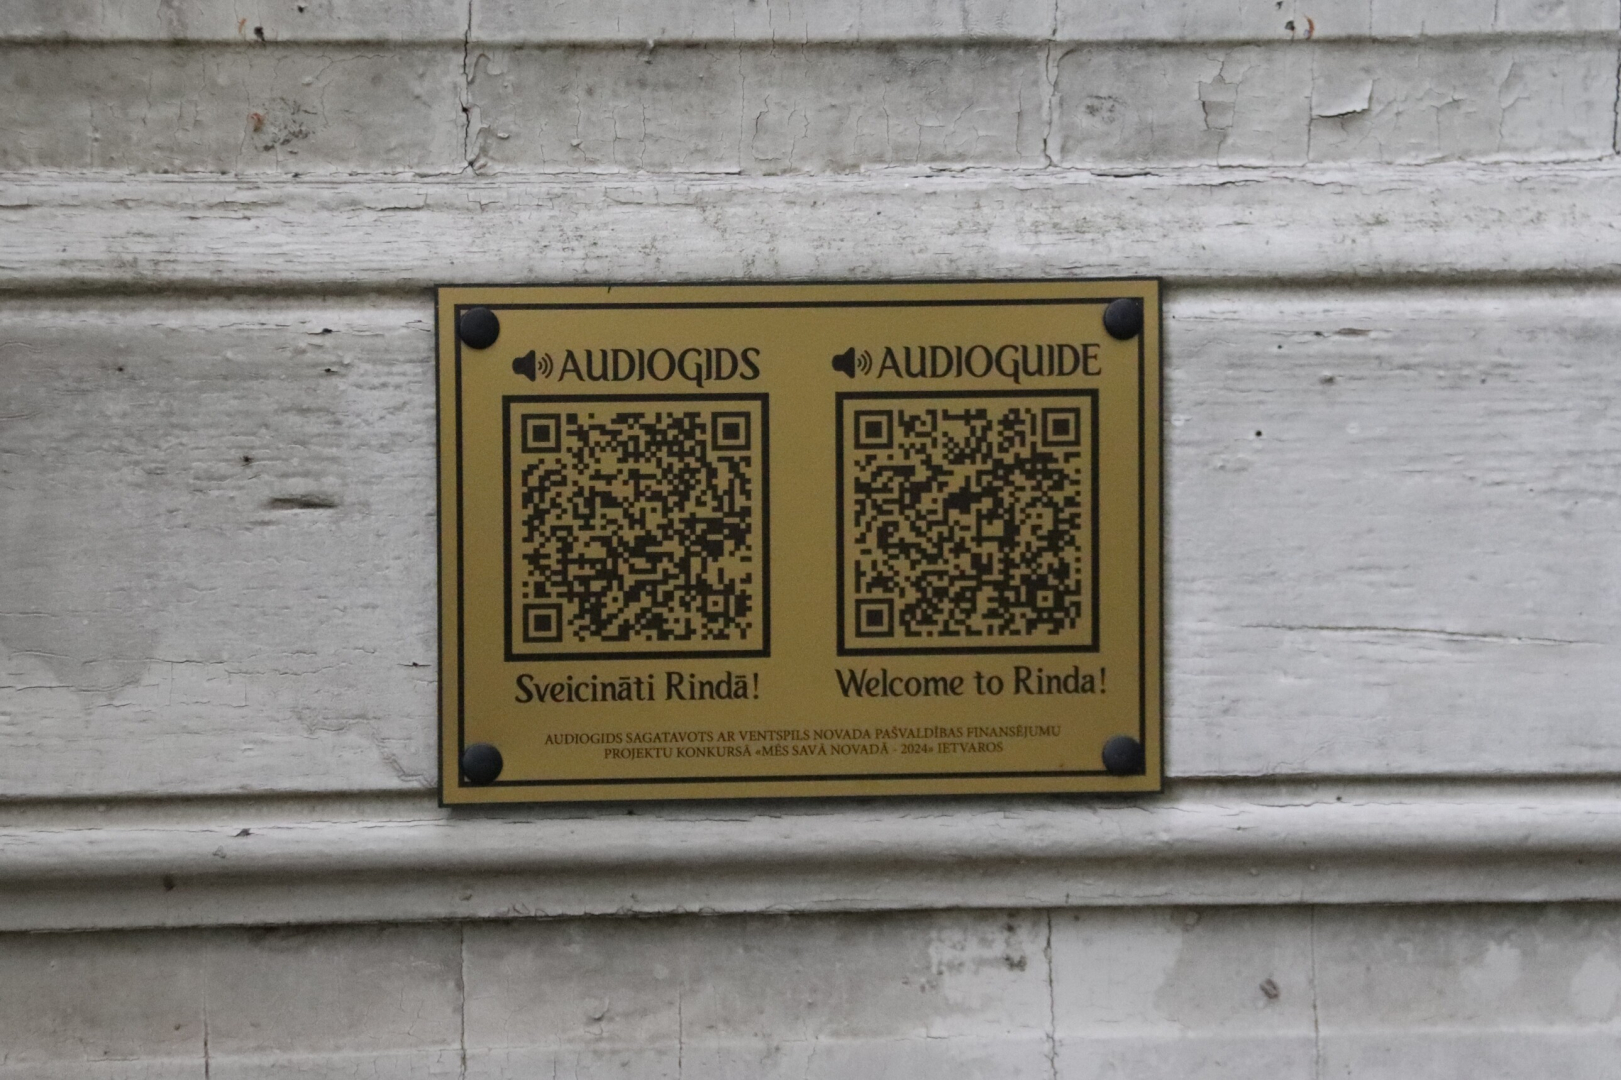 AUDIOGIDS
AUDIOGUIDE
Sveicināti Rindā!
Welcome to Rinda!
AUDIOGIDS SAGATAVOTS AR VENTSPILS NOVADA PAŠVALDĪBAS FINANSĒJUMU
PROJEKTU KONKURSĀ «MĒS SAVĀ NOVADĀ - 2024» IETVAROS